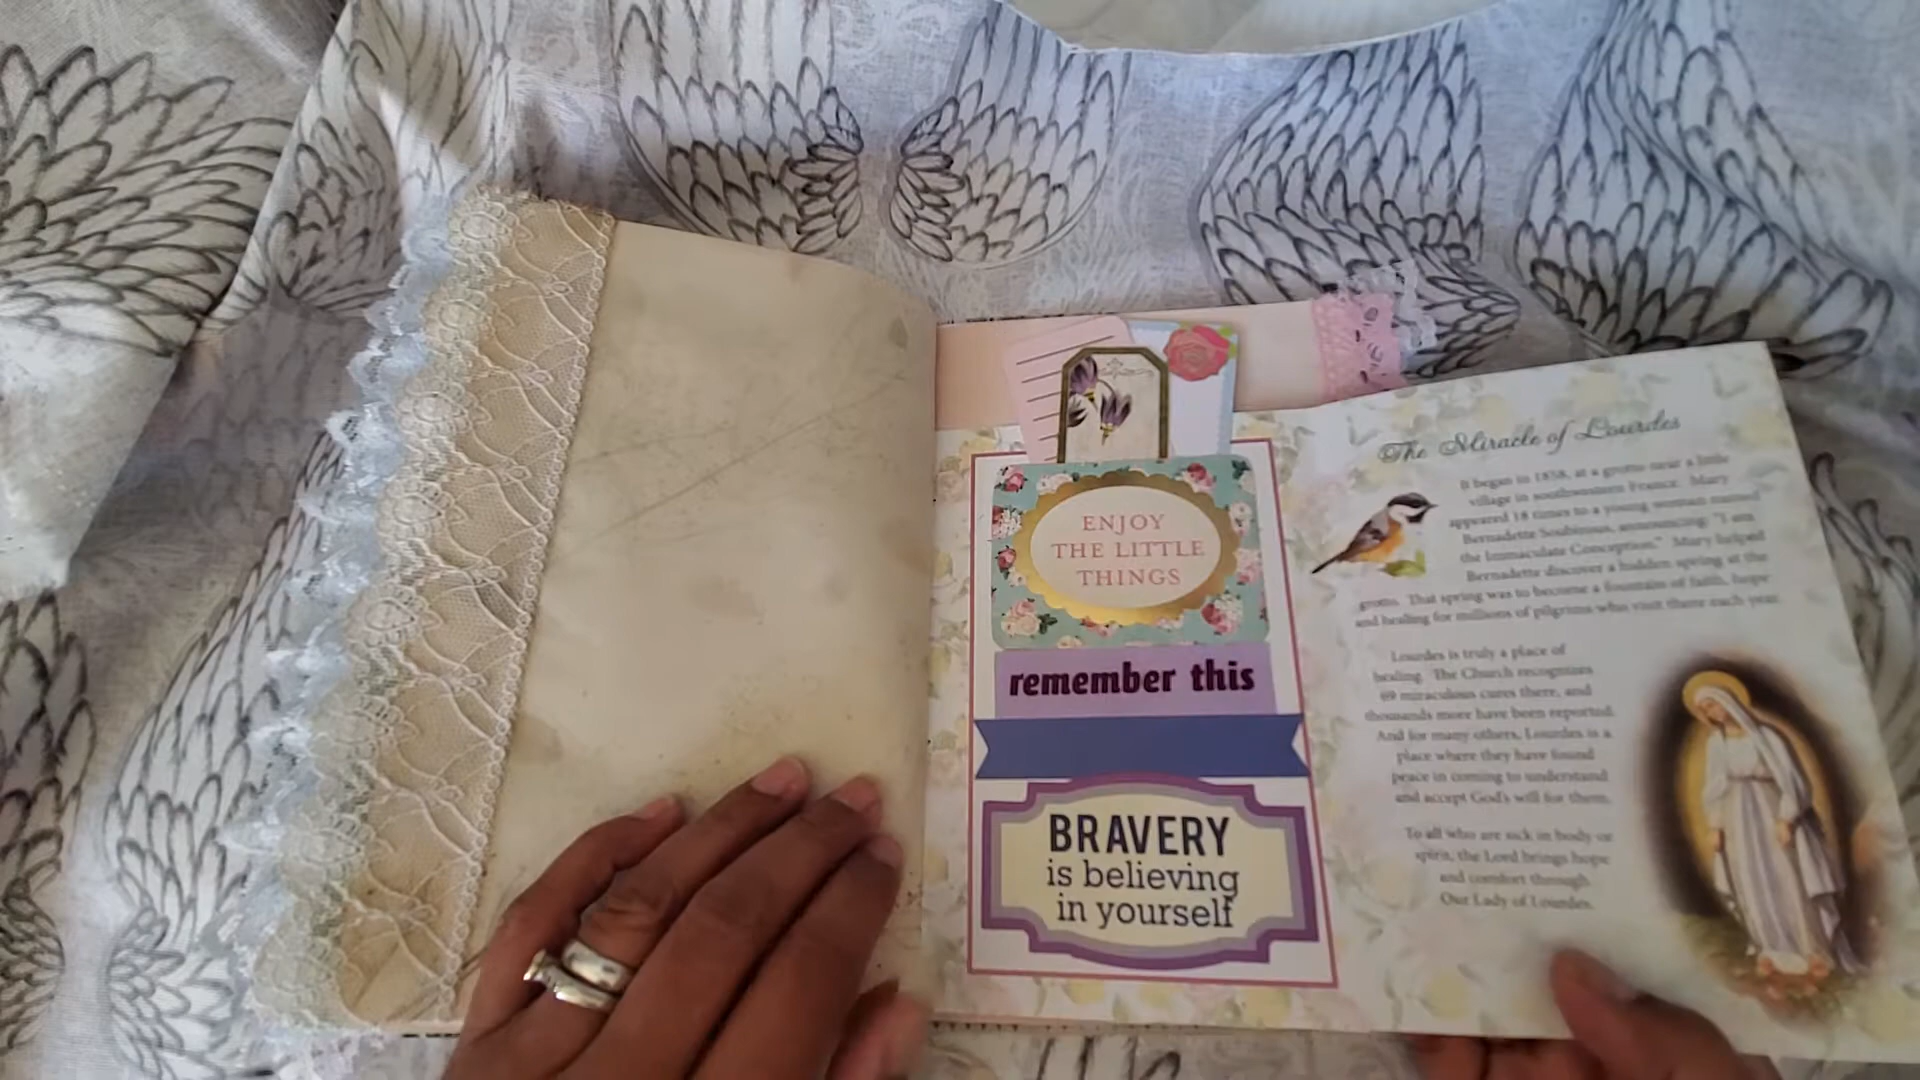 ENJOY
THE LITTLE
THINGS
remember this
BRAVERY
is believing
in yourself
The Miracle of Lourdes
It began in 1858, at a grotto near a little
village in southwestern France. Mary
appeared 18 times to a young woman named
Bernadette Soubirous, announcing: "I am
the Immaculate Conception." Mary helped
Bernadette discover a hidden spring at the
grotto. That spring was to become a fountain of faith, hope
and healing for millions of pilgrims who visit there each year.
Lourdes is truly a place of
healing. The Church recognizes
69 miraculous cures there, and
thousands more have been reported.
And for many others, Lourdes is a
place where they have found
peace in coming to understand
and accept God's will for them.
To all who are sick in body or
spirit, the Lord brings hope
and comfort through
Our Lady of Lourdes.